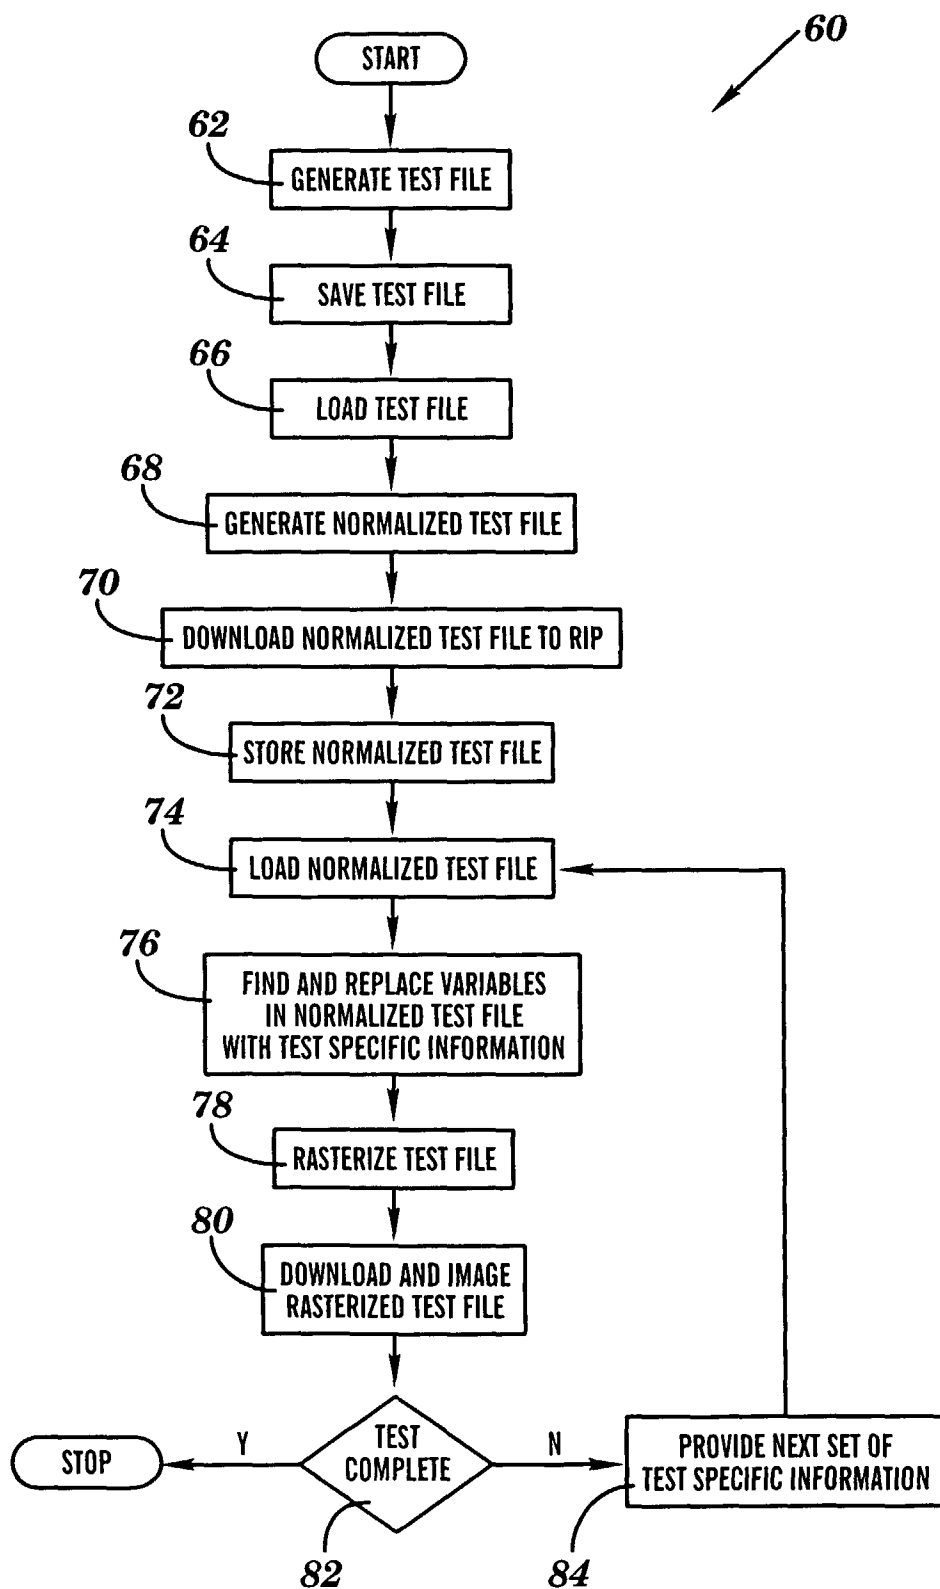 60
START
62
GENERATE TEST FILE
64
SAVE TEST FILE
66
LOAD TEST FILE
68
GENERATE NORMALIZED TEST FILE
70
DOWNLOAD NORMALIZED TEST FILE TO RIP
72
STORE NORMALIZED TEST FILE
74
LOAD NORMALIZED TEST FILE
76
FIND AND REPLACE VARIABLES
IN NORMALIZED TEST FILE
WITH TEST SPECIFIC INFORMATION
78
RASTERIZE TEST FILE
80
DOWNLOAD AND IMAGE
RASTERIZED TEST FILE
STOP
Y
TEST
COMPLETE
N
PROVIDE NEXT SET OF
TEST SPECIFIC INFORMATION
82
84